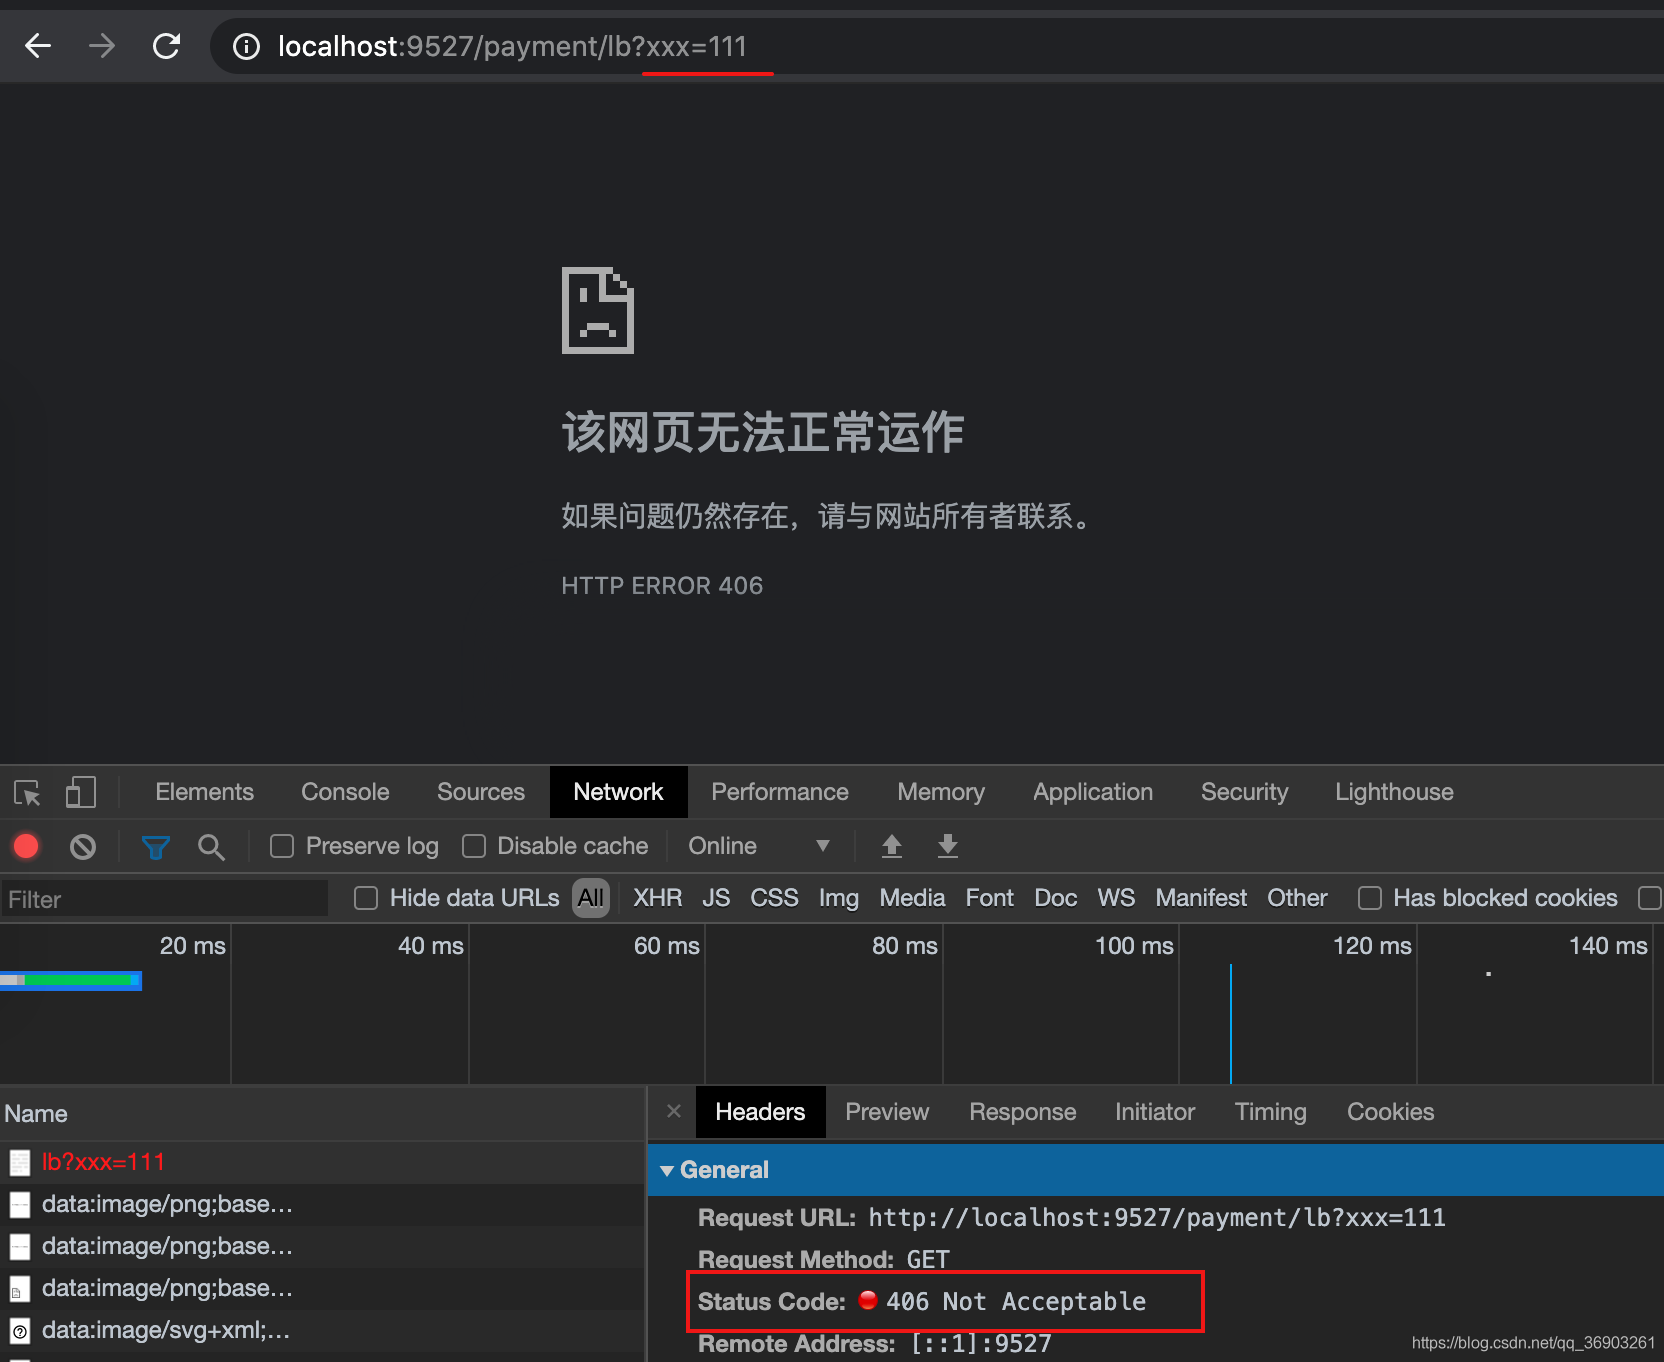 localhost:9527/payment/lb?xxx=111
该网页无法正常运作
如果问题仍然存在，请与网站所有者联系。
HTTP ERROR 406
Elements Console Sources Network Performance Memory Application Security Lighthouse
Preserve log Disable cache Online
Filter Hide data URLs All XHR JS CSS Img Media Font Doc WS Manifest Other Has blocked cookies
20 ms 40 ms 60 ms 80 ms 100 ms 120 ms 140 ms
Name
lb?xxx=111
data:image/png;base…
data:image/png;base…
data:image/png;base…
data:image/svg+xml;…
Headers Preview Response Initiator Timing Cookies
General
Request URL: http://localhost:9527/payment/lb?xxx=111
Request Method: GET
Status Code: 406 Not Acceptable
Remote Address: [::1]:9527
https://blog.csdn.net/qq_36903261